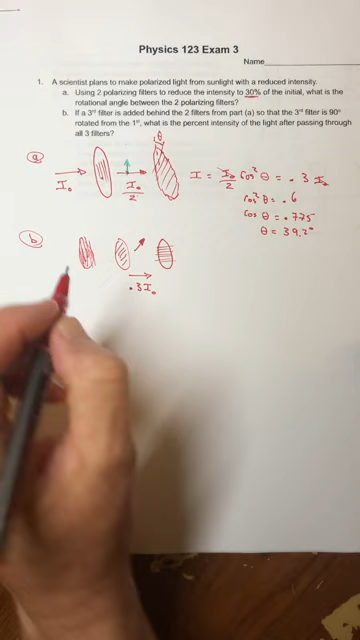 Physics 123 Exam 3
Name
1. A scientist plans to make polarized light from sunlight with a reduced intensity.
a. Using 2 polarizing filters to reduce the intensity to 30% of the initial, what is the
rotational angle between the 2 polarizing filters?
b. If a 3rd filter is added behind the 2 filters from part (a) so that the 3rd filter is 90°
rotated from the 1st, what is the percent intensity of the light after passing through
all 3 filters?
a
θ
I₀
I₀/2
I = I₀/2 cos²θ = .3 I₀
cos²θ = .6
cos θ = .775
θ = 39.2°
b
.3I₀